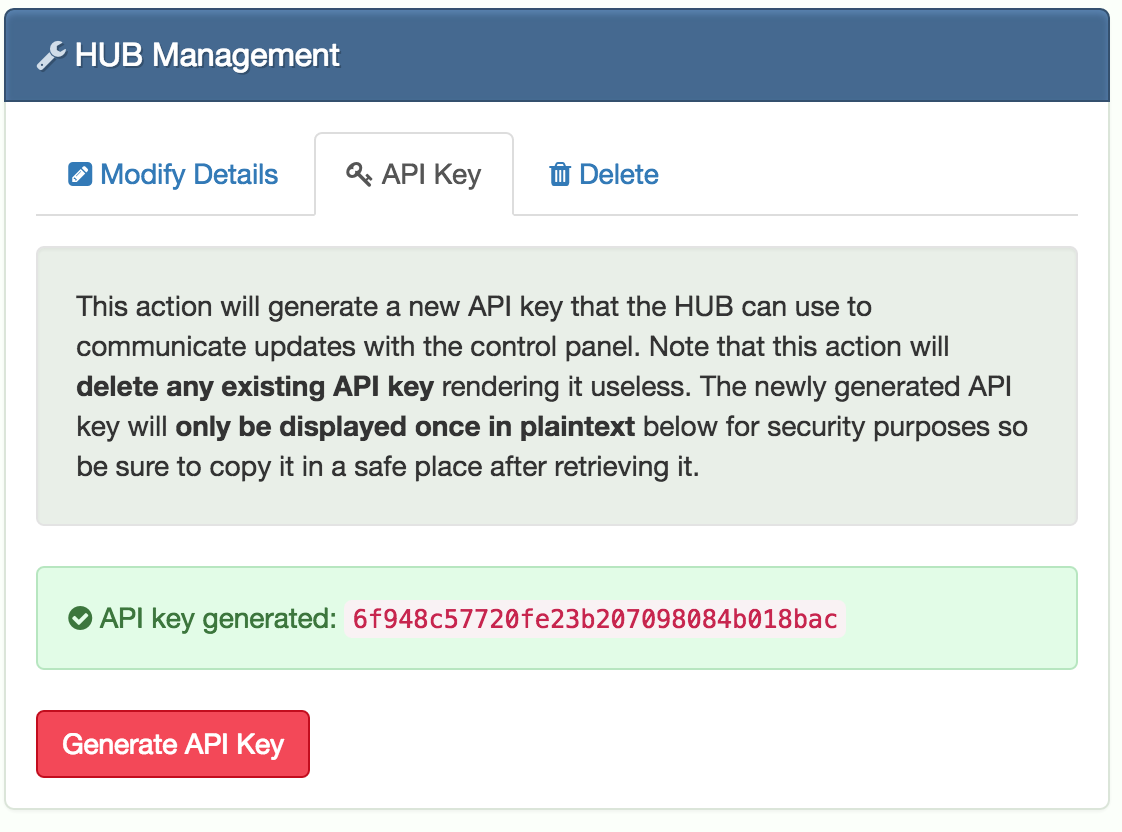 HUB Management
Modify Details
API Key
Delete
This action will generate a new API key that the HUB can use to
communicate updates with the control panel. Note that this action will
delete any existing API key rendering it useless. The newly generated API
key will only be displayed once in plaintext below for security purposes so
be sure to copy it in a safe place after retrieving it.
API key generated: 6f948c57720fe23b207098084b018bac
Generate API Key